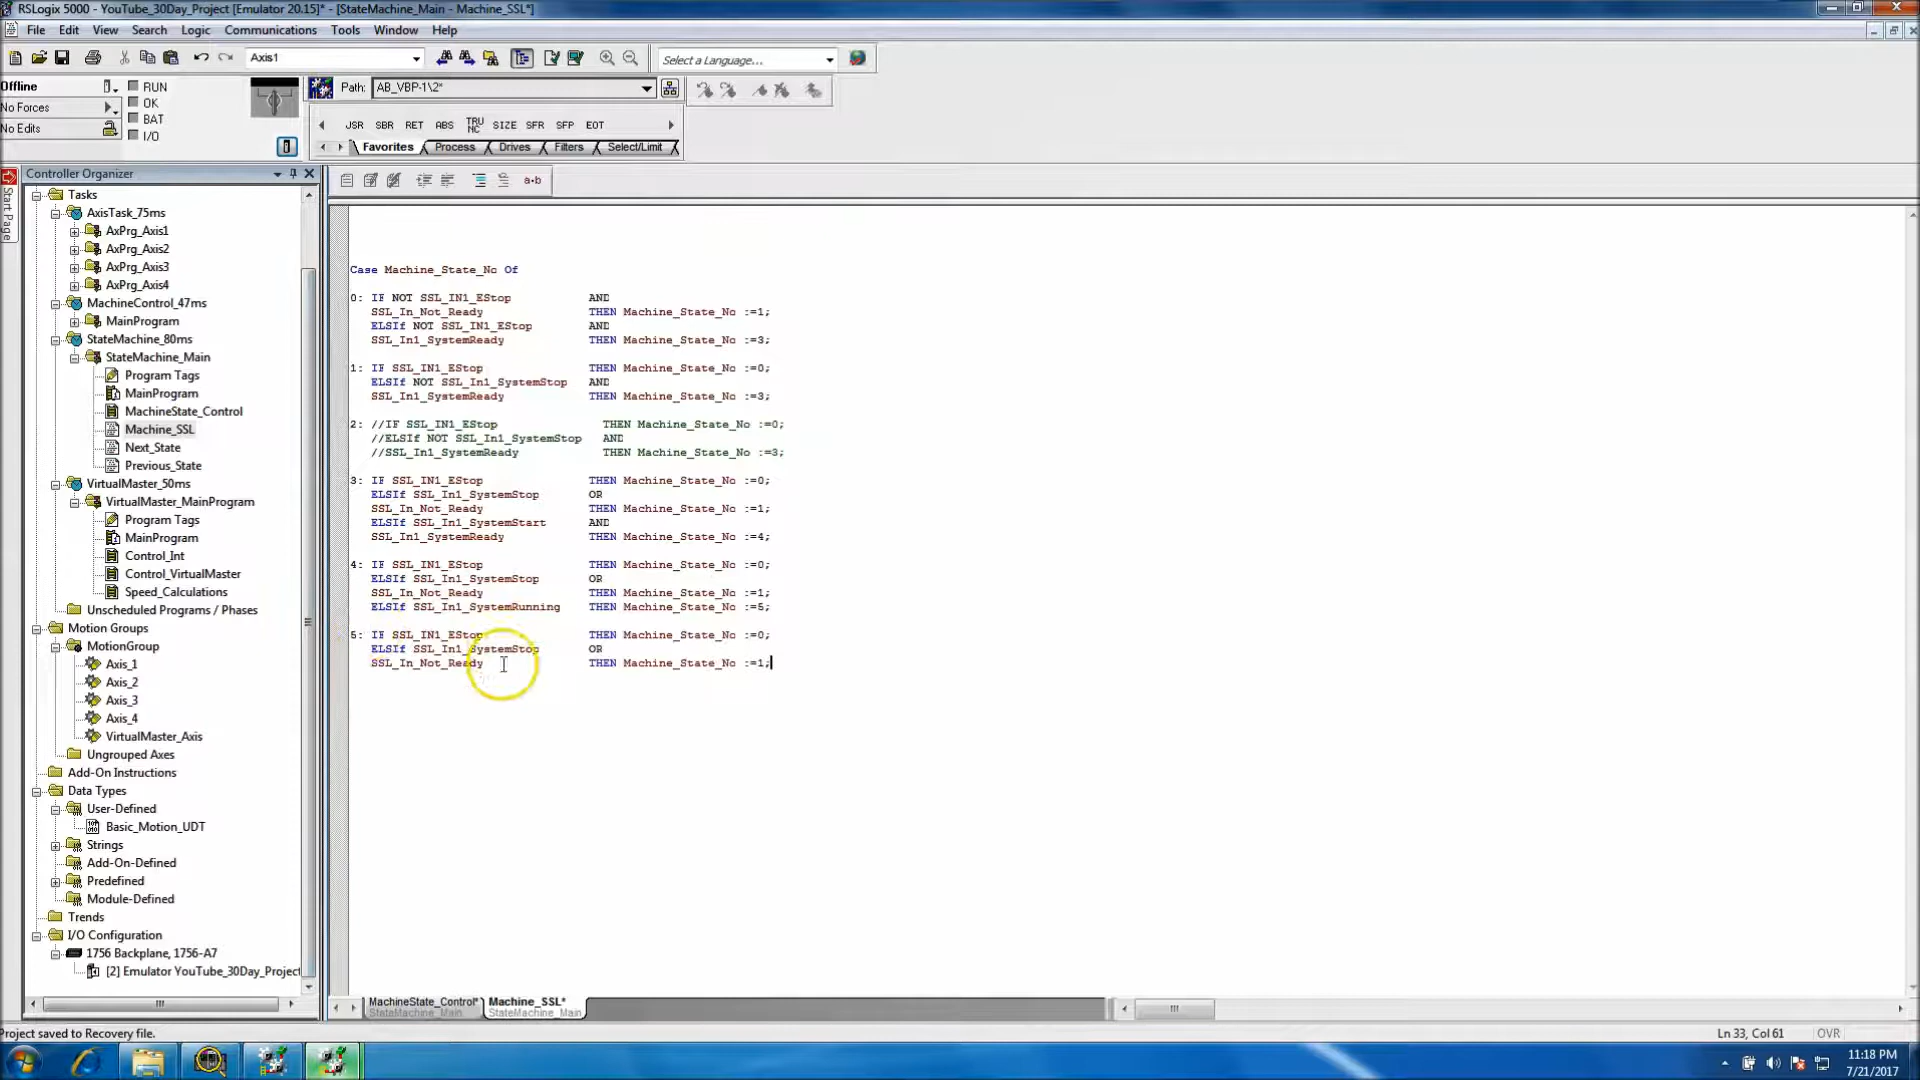 RSLogix 5000 - YouTube_30Day_Project [Emulator 20.15]* - [StateMachine_Main - Machine_SSL*]
File Edit View Search Logic Communications Tools Window Help
Axis1
Select a Language...
Offline
RUN
No Forces
OK
No Edits
BAT
I/O
Path: AB_VBP-1\2*
JSR SBR RET ABS TRUNC SIZE SFR SFP EOT
Favorites Process Drives Filters Select/Limit
Start Page
Controller Organizer
Tasks
AxisTask_75ms
AxPrg_Axis1
AxPrg_Axis2
AxPrg_Axis3
AxPrg_Axis4
MachineControl_47ms
MainProgram
StateMachine_80ms
StateMachine_Main
Program Tags
MainProgram
MachineState_Control
Machine_SSL
Next_State
Previous_State
VirtualMaster_50ms
VirtualMaster_MainProgram
Program Tags
MainProgram
Control_Int
Control_VirtualMaster
Speed_Calculations
Unscheduled Programs / Phases
Motion Groups
MotionGroup
Axis_1
Axis_2
Axis_3
Axis_4
VirtualMaster_Axis
Ungrouped Axes
Add-On Instructions
Data Types
User-Defined
Basic_Motion_UDT
Strings
Add-On-Defined
Predefined
Module-Defined
Trends
I/O Configuration
1756 Backplane, 1756-A7
[2] Emulator YouTube_30Day_Project
a•b
Case Machine_State_No Of
0: IF NOT SSL_IN1_EStop AND
SSL_In_Not_Ready THEN Machine_State_No :=1;
ELSIf NOT SSL_IN1_EStop AND
SSL_In1_SystemReady THEN Machine_State_No :=3;
1: IF SSL_IN1_EStop THEN Machine_State_No :=0;
ELSIf NOT SSL_In1_SystemStop AND
SSL_In1_SystemReady THEN Machine_State_No :=3;
2: //IF SSL_IN1_EStop THEN Machine_State_No :=0;
//ELSIf NOT SSL_In1_SystemStop AND
//SSL_In1_SystemReady THEN Machine_State_No :=3;
3: IF SSL_IN1_EStop THEN Machine_State_No :=0;
ELSIf SSL_In1_SystemStop OR
SSL_In_Not_Ready THEN Machine_State_No :=1;
ELSIf SSL_In1_SystemStart AND
SSL_In1_SystemReady THEN Machine_State_No :=4;
4: IF SSL_IN1_EStop THEN Machine_State_No :=0;
ELSIf SSL_In1_SystemStop OR
SSL_In_Not_Ready THEN Machine_State_No :=1;
ELSIf SSL_In1_SystemRunning THEN Machine_State_No :=5;
5: IF SSL_IN1_EStop THEN Machine_State_No :=0;
ELSIf SSL_In1_SystemStop OR
SSL_In_Not_Ready THEN Machine_State_No :=1;
MachineState_Control* Machine_SSL*
StateMachine_Main StateMachine_Main
Project saved to Recovery file.
Ln 33, Col 61 OVR
11:18 PM
7/21/2017